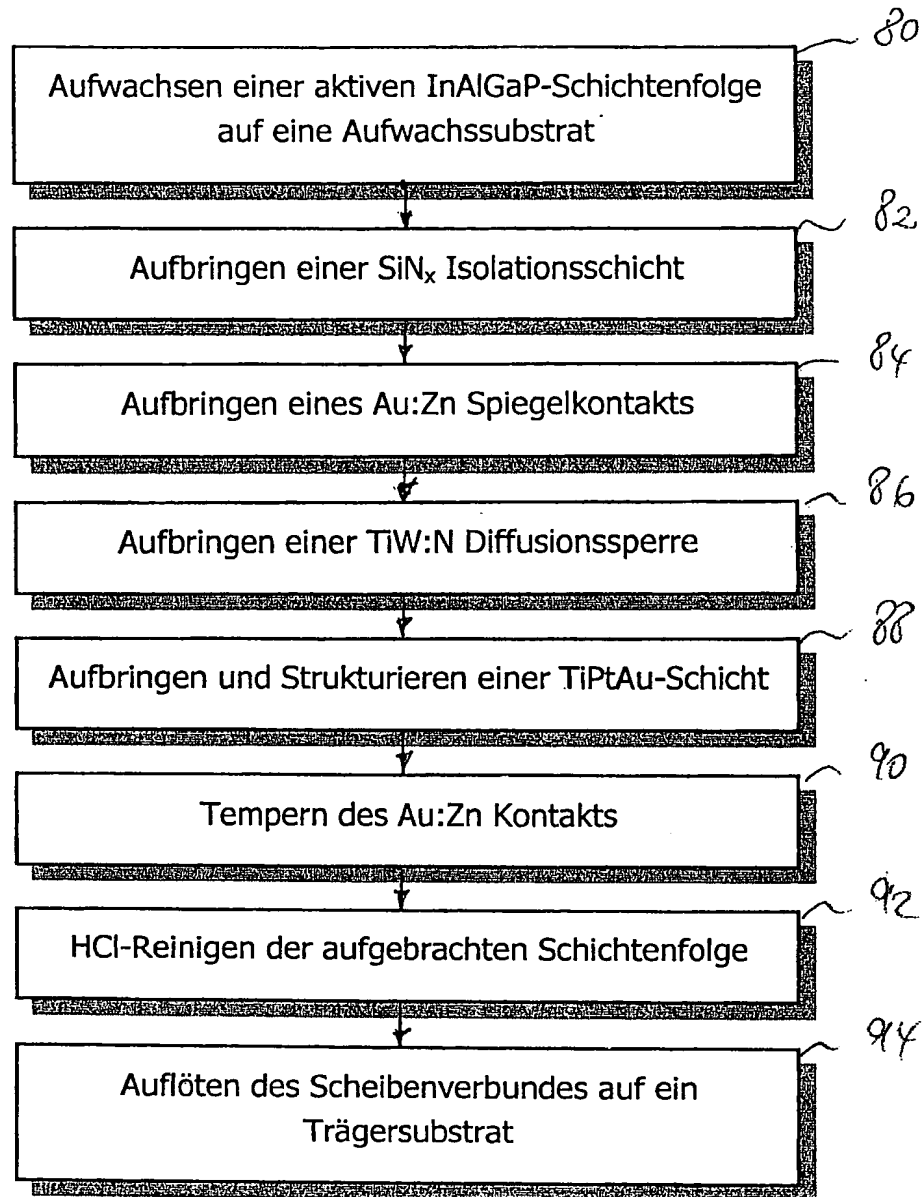 80
Aufwachsen einer aktiven InAlGaP-Schichtenfolge
auf eine Aufwachssubstrat
82
Aufbringen einer SiNₓ Isolationsschicht
84
Aufbringen eines Au:Zn Spiegelkontakts
86
Aufbringen einer TiW:N Diffusionssperre
88
Aufbringen und Strukturieren einer TiPtAu-Schicht
90
Tempern des Au:Zn Kontakts
92
HCl-Reinigen der aufgebrachten Schichtenfolge
94
Auflöten des Scheibenverbundes auf ein
Trägersubstrat